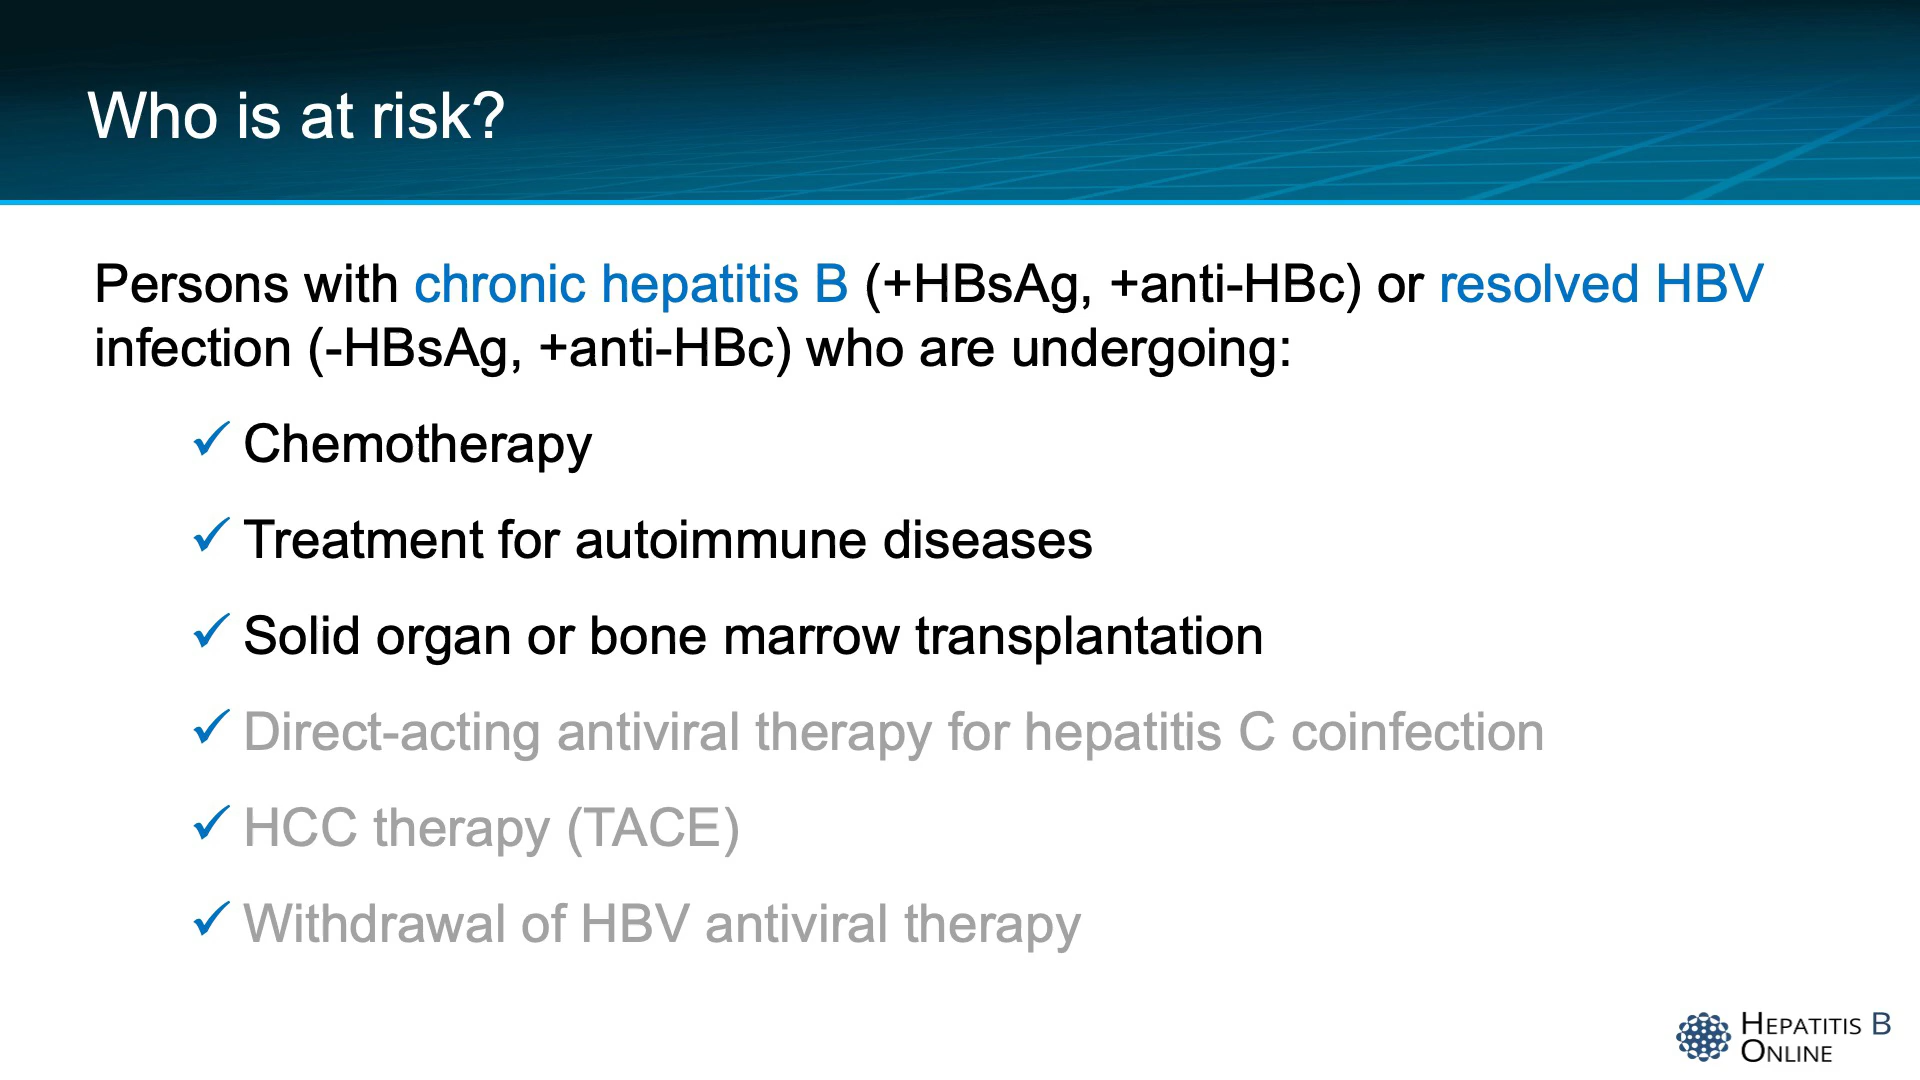 Who is at risk?
Persons with chronic hepatitis B (+HBsAg, +anti-HBc) or resolved HBV
infection (-HBsAg, +anti-HBc) who are undergoing:
✓ Chemotherapy
✓ Treatment for autoimmune diseases
✓ Solid organ or bone marrow transplantation
✓ Direct-acting antiviral therapy for hepatitis C coinfection
✓ HCC therapy (TACE)
✓ Withdrawal of HBV antiviral therapy
HEPATITIS B
ONLINE